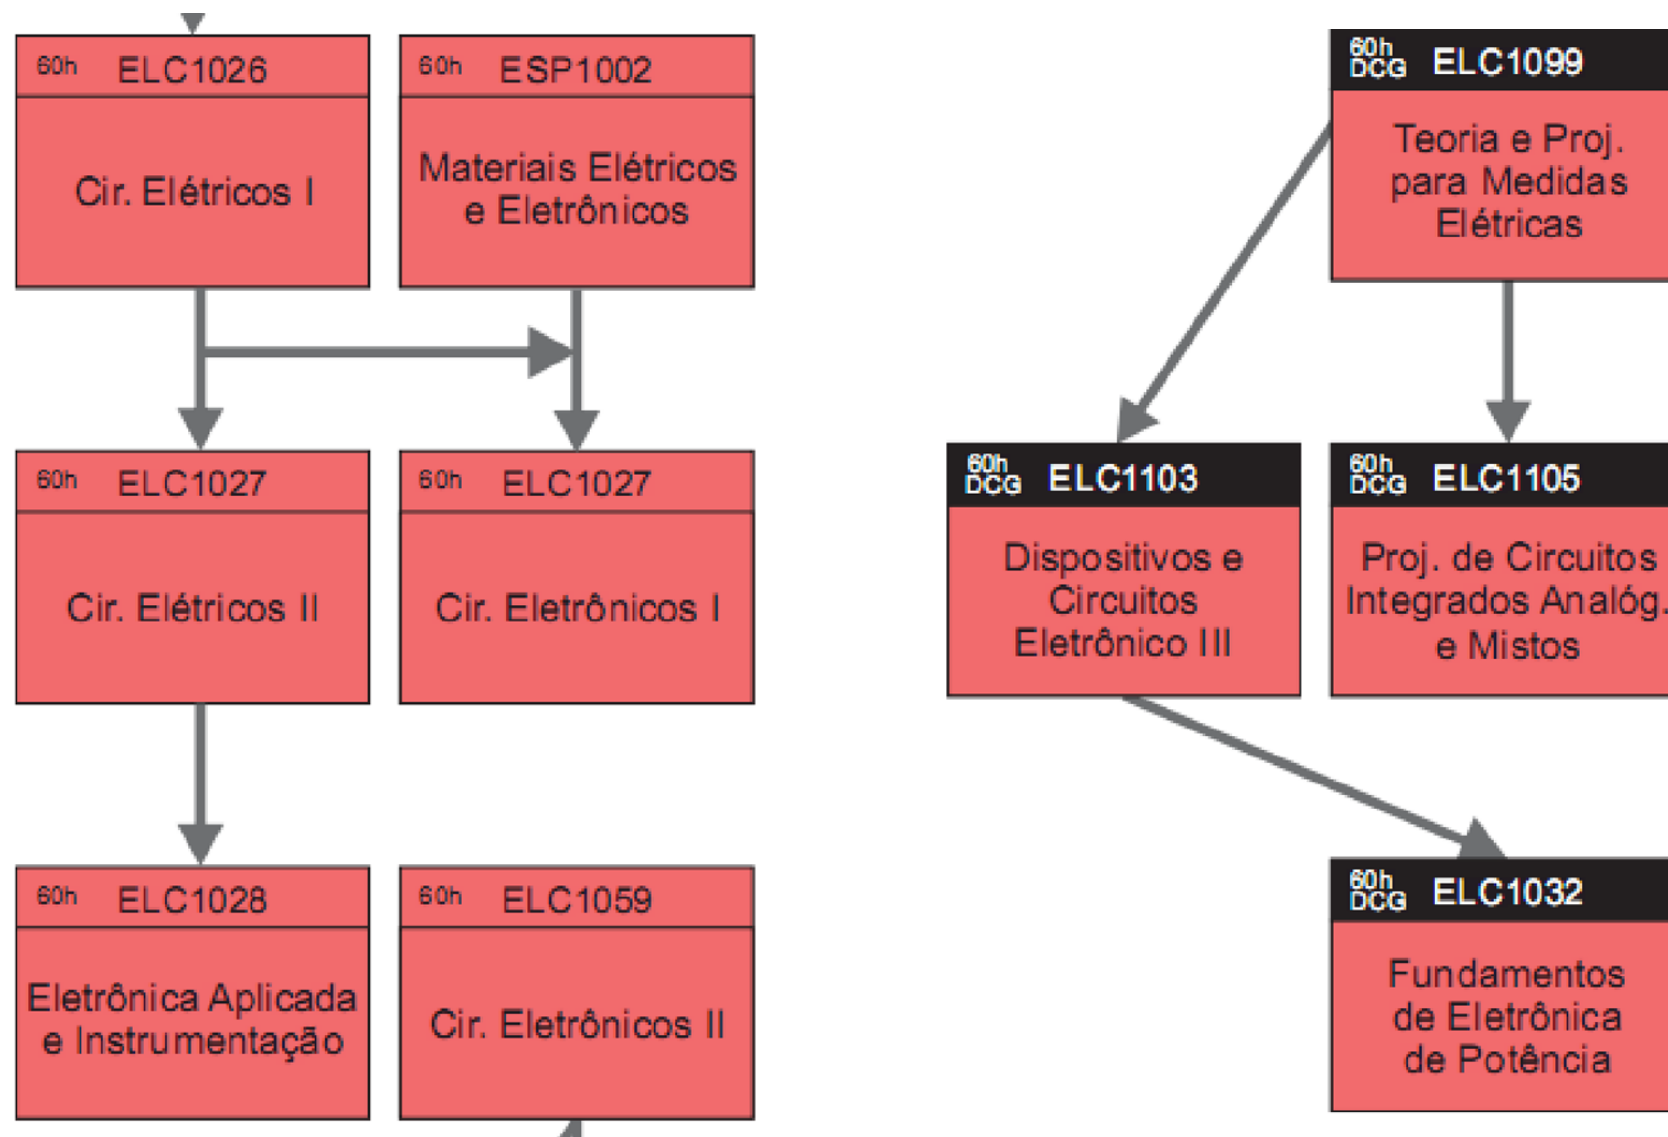 60h ELC1026
Cir. Elétricos I
60h ESP1002
Materiais Elétricos
e Eletrônicos
60h
DCG ELC1099
Teoria e Proj.
para Medidas
Elétricas
60h ELC1027
Cir. Elétricos II
60h ELC1027
Cir. Eletrônicos I
60h
DCG ELC1103
Dispositivos e
Circuitos
Eletrônico III
60h
DCG ELC1105
Proj. de Circuitos
Integrados Analóg.
e Mistos
60h ELC1028
Eletrônica Aplicada
e Instrumentação
60h ELC1059
Cir. Eletrônicos II
60h
DCG ELC1032
Fundamentos
de Eletrônica
de Potência